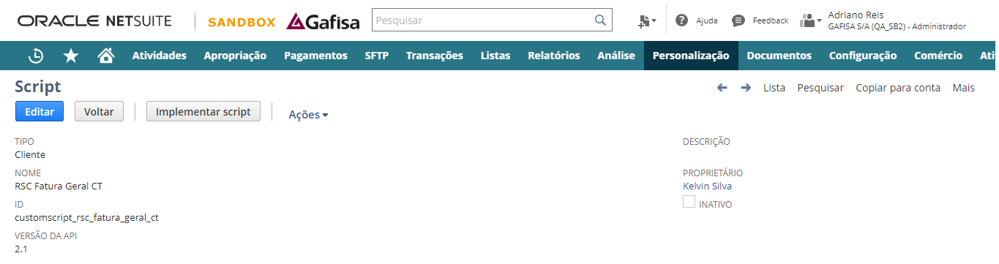 ORACLE NETSUITE SANDBOX Gafisa Pesquisar Ajuda Feedback Adriano Reis
GAFISA S/A (QA_SB2) - Administrador
Atividades Apropriação Pagamentos SFTP Transações Listas Relatórios Análise Personalização Documentos Configuração Comércio Ati
Script
Lista Pesquisar Copiar para conta Mais
Editar Voltar Implementar script Ações
TIPO
Cliente
NOME
RSC Fatura Geral CT
ID
customscript_rsc_fatura_geral_ct
VERSÃO DA API
2.1
DESCRIÇÃO
PROPRIETÁRIO
Kelvin Silva
INATIVO